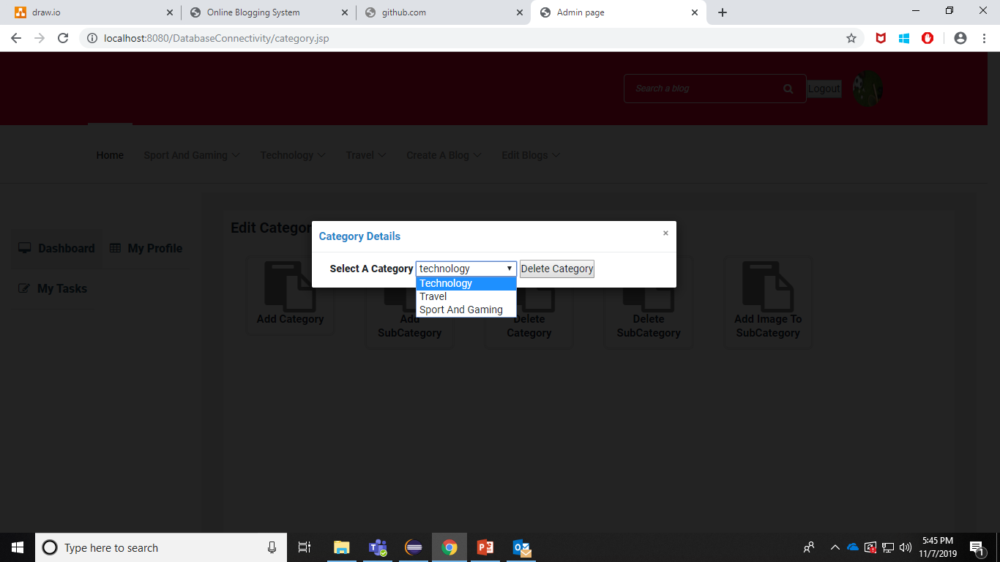 draw.io
Online Blogging System
github.com
Admin page
localhost:8080/DatabaseConnectivity/category.jsp
Search a blog
Logout
Home
Sport And Gaming
Technology
Travel
Create A Blog
Edit Blogs
Dashboard
My Profile
My Tasks
Edit Categor
Category Details
×
Select A Category
technology
Delete Category
Technology
Travel
Sport And Gaming
Add Category
Add
SubCategory
Delete
Category
Delete
SubCategory
Add Image To
SubCategory
Type here to search
5:45 PM
11/7/2019
1